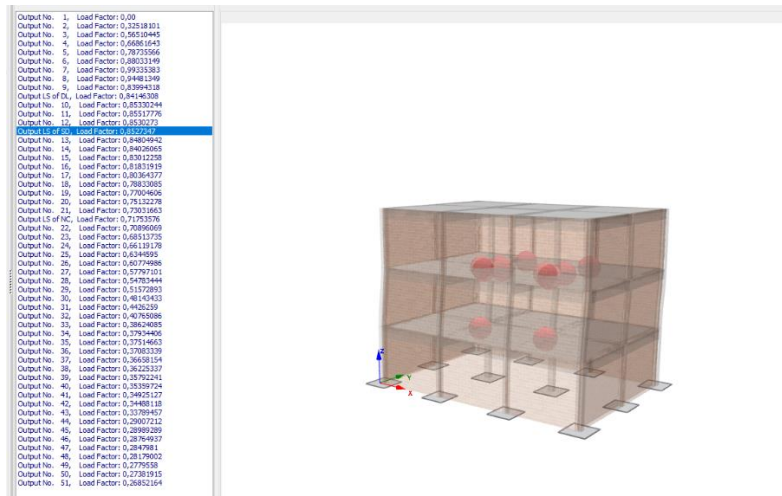 Output No. 1, Load Factor: 0,00
Output No. 2, Load Factor: 0,32518101
Output No. 3, Load Factor: 0,56510445
Output No. 4, Load Factor: 0,66861643
Output No. 5, Load Factor: 0,78735566
Output No. 6, Load Factor: 0,88033149
Output No. 7, Load Factor: 0,99335383
Output No. 8, Load Factor: 0,94481349
Output No. 9, Load Factor: 0,83994318
Output LS of DL, Load Factor: 0,84146308
Output No. 10, Load Factor: 0,85330244
Output No. 11, Load Factor: 0,85517776
Output No. 12, Load Factor: 0,8530273
Output LS of SD, Load Factor: 0,8527347
Output No. 13, Load Factor: 0,84804942
Output No. 14, Load Factor: 0,84026065
Output No. 15, Load Factor: 0,83012258
Output No. 16, Load Factor: 0,81831919
Output No. 17, Load Factor: 0,80364377
Output No. 18, Load Factor: 0,78833085
Output No. 19, Load Factor: 0,77004606
Output No. 20, Load Factor: 0,75132278
Output No. 21, Load Factor: 0,73031663
Output LS of NC, Load Factor: 0,71753576
Output No. 22, Load Factor: 0,70896069
Output No. 23, Load Factor: 0,68513735
Output No. 24, Load Factor: 0,66119178
Output No. 25, Load Factor: 0,6344595
Output No. 26, Load Factor: 0,60774986
Output No. 27, Load Factor: 0,57797101
Output No. 28, Load Factor: 0,54783444
Output No. 29, Load Factor: 0,51572893
Output No. 30, Load Factor: 0,48143433
Output No. 31, Load Factor: 0,4426259
Output No. 32, Load Factor: 0,40765086
Output No. 33, Load Factor: 0,38624085
Output No. 34, Load Factor: 0,37934406
Output No. 35, Load Factor: 0,37514663
Output No. 36, Load Factor: 0,37083339
Output No. 37, Load Factor: 0,36658154
Output No. 38, Load Factor: 0,36225337
Output No. 39, Load Factor: 0,35792241
Output No. 40, Load Factor: 0,35359724
Output No. 41, Load Factor: 0,34925127
Output No. 42, Load Factor: 0,34488118
Output No. 43, Load Factor: 0,33789457
Output No. 44, Load Factor: 0,29007212
Output No. 45, Load Factor: 0,28989289
Output No. 46, Load Factor: 0,28764937
Output No. 47, Load Factor: 0,2847981
Output No. 48, Load Factor: 0,28179002
Output No. 49, Load Factor: 0,2779558
Output No. 50, Load Factor: 0,27381915
Output No. 51, Load Factor: 0,26852164
Z
Y
X